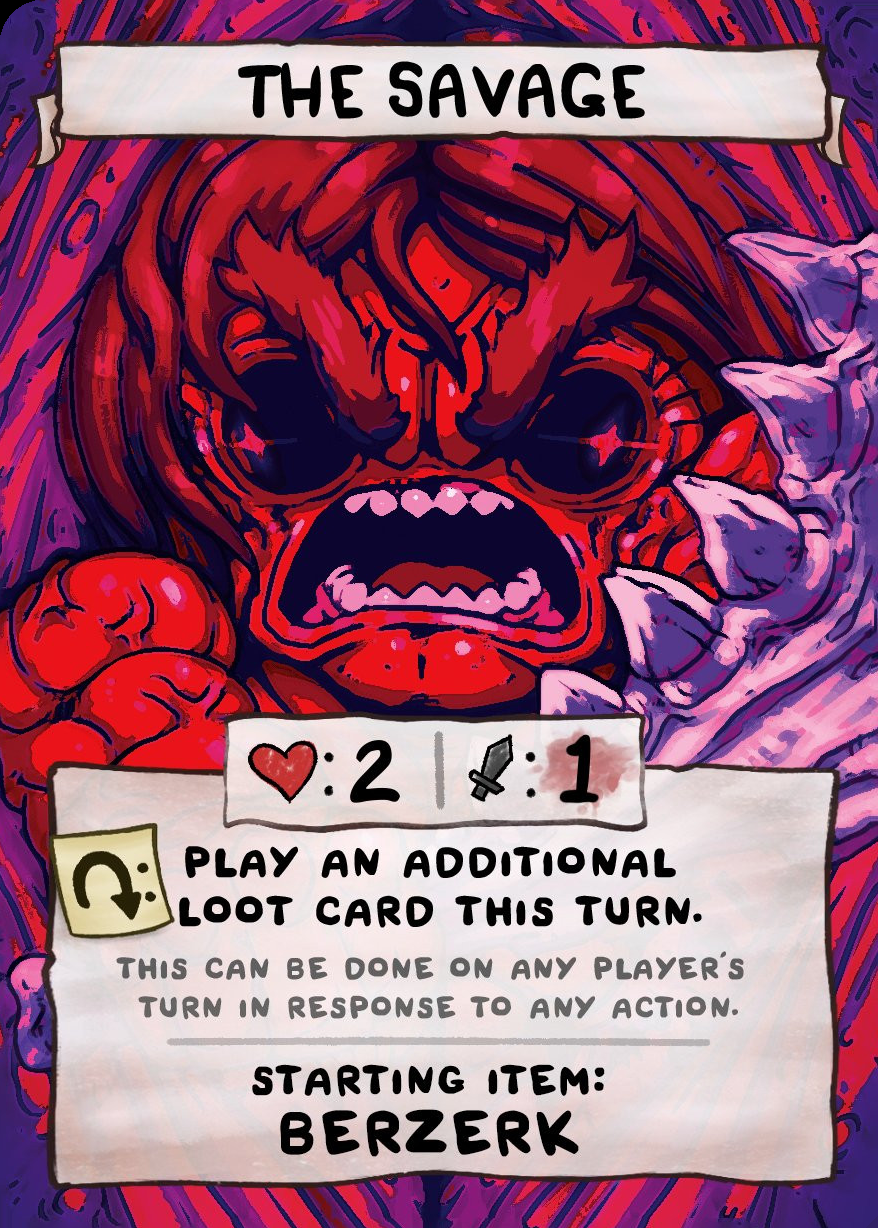 THE SAVAGE
: 2 | : 1
: PLAY AN ADDITIONAL
LOOT CARD THIS TURN.
THIS CAN BE DONE ON ANY PLAYER'S
TURN IN RESPONSE TO ANY ACTION.
STARTING ITEM:
BERZERK